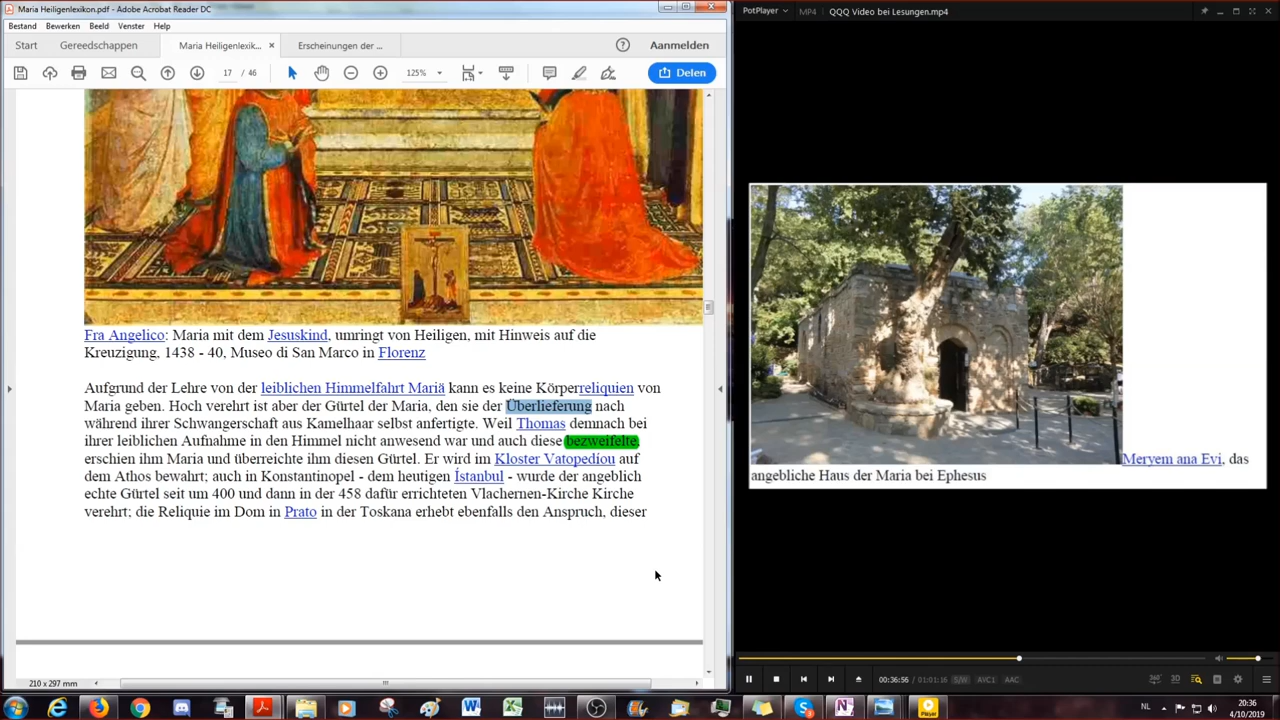 Maria Heiligenlexikon.pdf - Adobe Acrobat Reader DC
Bestand Bewerken Beeld Venster Help
Start Gereedschappen Maria Heiligenlexik... × Erscheinungen der ... Aanmelden
17 / 46 125% Delen
Fra Angelico: Maria mit dem Jesuskind, umringt von Heiligen, mit Hinweis auf die
Kreuzigung, 1438 - 40, Museo di San Marco in Florenz
Aufgrund der Lehre von der leiblichen Himmelfahrt Mariä kann es keine Körperreliquien von
Maria geben. Hoch verehrt ist aber der Gürtel der Maria, den sie der Überlieferung nach
während ihrer Schwangerschaft aus Kamelhaar selbst anfertigte. Weil Thomas demnach bei
ihrer leiblichen Aufnahme in den Himmel nicht anwesend war und auch diese bezweifelte,
erschien ihm Maria und überreichte ihm diesen Gürtel. Er wird im Kloster Vatopediou auf
dem Athos bewahrt; auch in Konstantinopel - dem heutigen İstanbul - wurde der angeblich
echte Gürtel seit um 400 und dann in der 458 dafür errichteten Vlachernen-Kirche Kirche
verehrt; die Reliquie im Dom in Prato in der Toskana erhebt ebenfalls den Anspruch, dieser
210 x 297 mm
PotPlayer MP4 QQQ Video bei Lesungen.mp4
Meryem ana Evi, das
angebliche Haus der Maria bei Ephesus
00:36:56 / 01:01:16 S/W AVC1 AAC
360° 3D
NL 20:36
4/10/2019